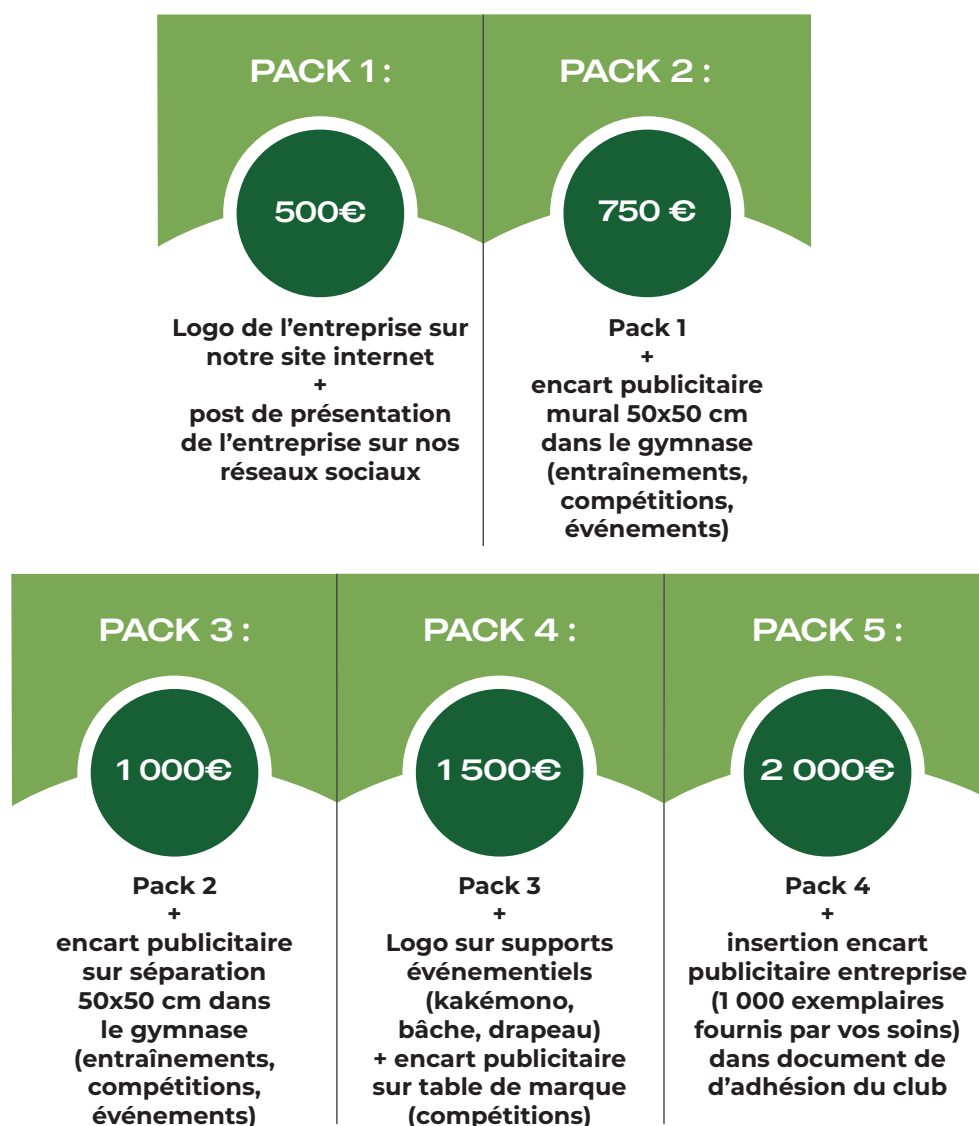 PACK 1 :
500€
Logo de l’entreprise sur
notre site internet
+
post de présentation
de l’entreprise sur nos
réseaux sociaux
PACK 2 :
750 €
Pack 1
+
encart publicitaire
mural 50x50 cm
dans le gymnase
(entraînements,
compétitions,
événements)
PACK 3 :
1 000€
Pack 2
+
encart publicitaire
sur séparation
50x50 cm dans
le gymnase
(entraînements,
compétitions,
événements)
PACK 4 :
1 500€
Pack 3
+
Logo sur supports
événementiels
(kakémono,
bâche, drapeau)
+ encart publicitaire
sur table de marque
(compétitions)
PACK 5 :
2 000€
Pack 4
+
insertion encart
publicitaire entreprise
(1 000 exemplaires
fournis par vos soins)
dans document de
d’adhésion du club